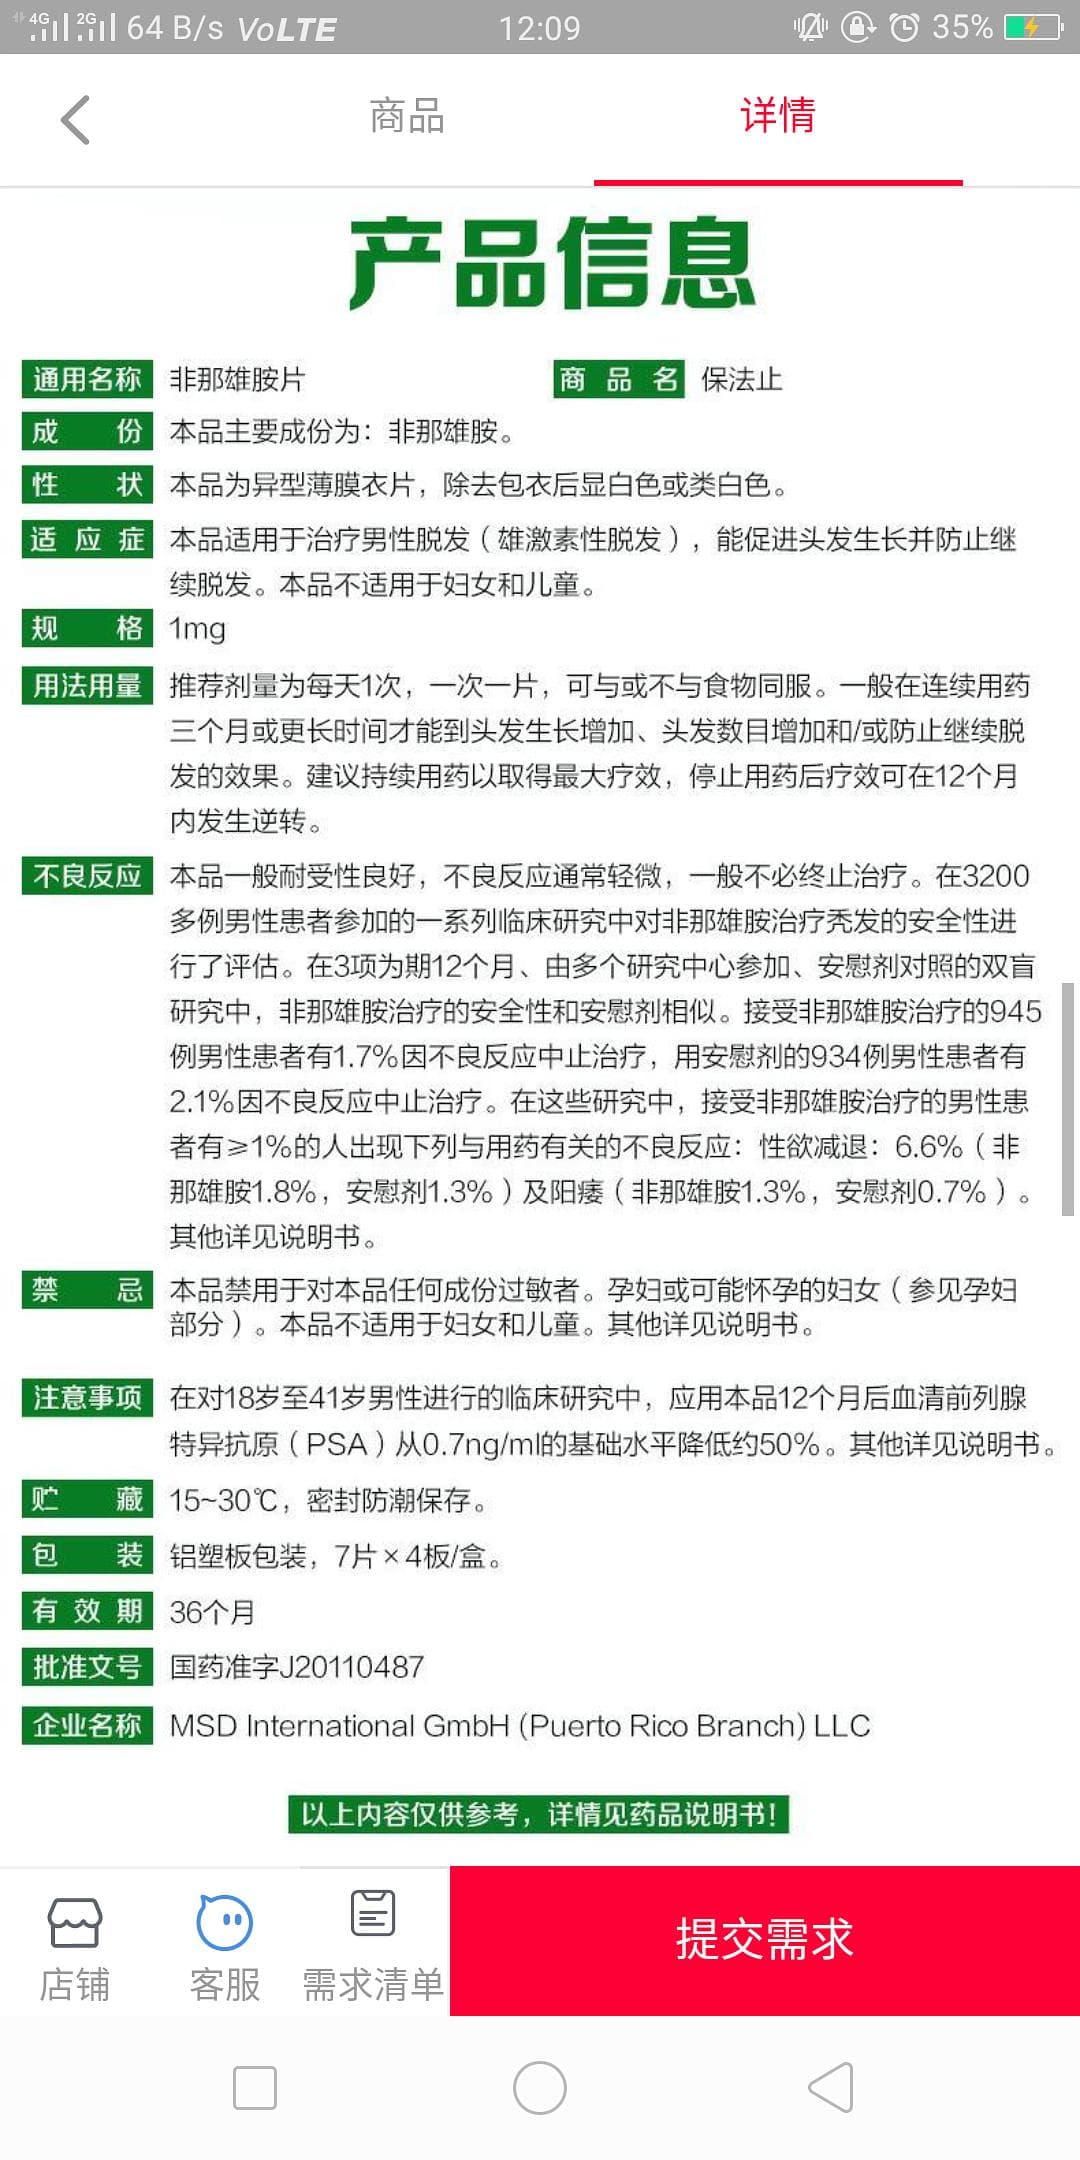 4G 2G 64 B/s VoLTE 12:09 35%
商品 详情
产品信息
通用名称 非那雄胺片 商品名 保法止
成份 本品主要成份为：非那雄胺。
性状 本品为异型薄膜衣片，除去包衣后显白色或类白色。
适应症 本品适用于治疗男性脱发（雄激素性脱发），能促进头发生长并防止继
续脱发。本品不适用于妇女和儿童。
规格 1mg
用法用量 推荐剂量为每天1次，一次一片，可与或不与食物同服。一般在连续用药
三个月或更长时间才能到头发生长增加、头发数目增加和/或防止继续脱
发的效果。建议持续用药以取得最大疗效，停止用药后疗效可在12个月
内发生逆转。
不良反应 本品一般耐受性良好，不良反应通常轻微，一般不必终止治疗。在3200
多例男性患者参加的一系列临床研究中对非那雄胺治疗秃发的安全性进
行了评估。在3项为期12个月、由多个研究中心参加、安慰剂对照的双盲
研究中，非那雄胺治疗的安全性和安慰剂相似。接受非那雄胺治疗的945
例男性患者有1.7%因不良反应中止治疗，用安慰剂的934例男性患者有
2.1%因不良反应中止治疗。在这些研究中，接受非那雄胺治疗的男性患
者有≥1%的人出现下列与用药有关的不良反应：性欲减退：6.6%（非
那雄胺1.8%，安慰剂1.3%）及阳痿（非那雄胺1.3%，安慰剂0.7%）。
其他详见说明书。
禁忌 本品禁用于对本品任何成份过敏者。孕妇或可能怀孕的妇女（参见孕妇
部分）。本品不适用于妇女和儿童。其他详见说明书。
注意事项 在对18岁至41岁男性进行的临床研究中，应用本品12个月后血清前列腺
特异抗原（PSA）从0.7ng/ml的基础水平降低约50%。其他详见说明书。
贮藏 15~30℃，密封防潮保存。
包装 铝塑板包装，7片×4板/盒。
有效期 36个月
批准文号 国药准字J20110487
企业名称 MSD International GmbH (Puerto Rico Branch) LLC
以上内容仅供参考，详情见药品说明书！
店铺 客服 需求清单 提交需求